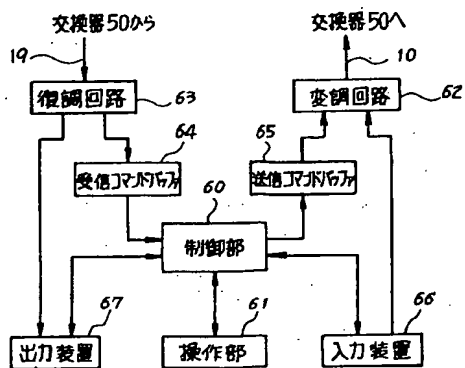 交換器50から
交換器50へ
19
10
復調回路
63
変調回路
62
64
65
受信コマンドバッファ
送信コマンドバッファ
60
制御部
67
61
66
出力装置
操作部
入力装置